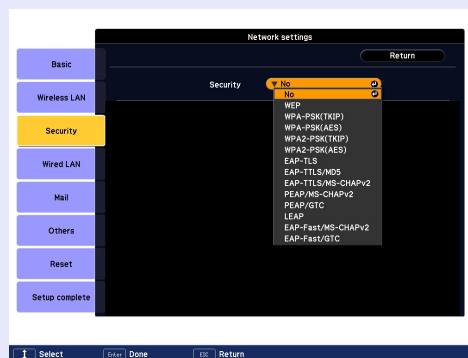 Network settings
Return
Basic
Wireless LAN
Security
Wired LAN
Mail
Others
Reset
Setup complete
Security
No
No
WEP
WPA-PSK(TKIP)
WPA-PSK(AES)
WPA2-PSK(TKIP)
WPA2-PSK(AES)
EAP-TLS
EAP-TTLS/MD5
EAP-TTLS/MS-CHAPv2
PEAP/MS-CHAPv2
PEAP/GTC
LEAP
EAP-Fast/MS-CHAPv2
EAP-Fast/GTC
Select Enter Done ESC Return